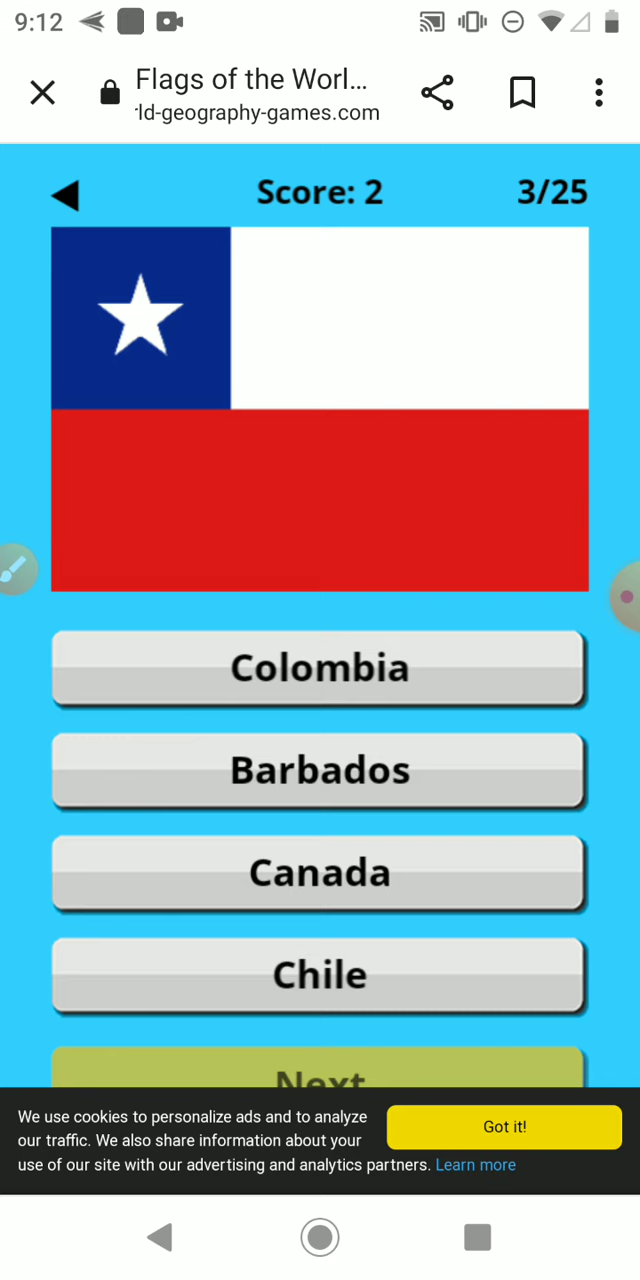 9:12
Flags of the Worl...
rld-geography-games.com
Score: 2
3/25
Colombia
Barbados
Canada
Chile
Next
We use cookies to personalize ads and to analyze
our traffic. We also share information about your
use of our site with our advertising and analytics partners. Learn more
Got it!